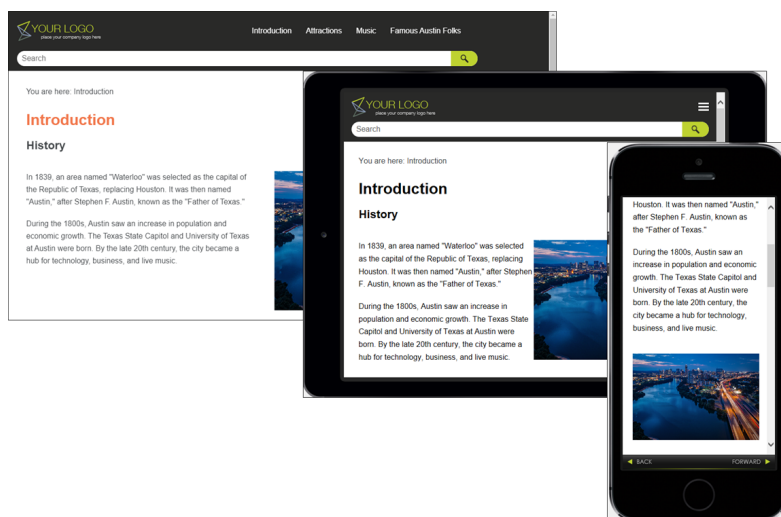 YOUR LOGO
place your company logo here
Introduction Attractions Music Famous Austin Folks
Search
You are here: Introduction
Introduction
History
In 1839, an area named "Waterloo" was selected as the capital of
the Republic of Texas, replacing Houston. It was then named
"Austin," after Stephen F. Austin, known as the "Father of Texas."
During the 1800s, Austin saw an increase in population and
economic growth. The Texas State Capitol and University of Texas
at Austin were born. By the late 20th century, the city became a
hub for technology, business, and live music.
YOUR LOGO
place your company logo here
Search
You are here: Introduction
Introduction
History
In 1839, an area named "Waterloo" was selected
as the capital of the Republic of Texas, replacing
Houston. It was then named "Austin," after Stephen
F. Austin, known as the "Father of Texas."
During the 1800s, Austin saw an increase in
population and economic growth. The Texas State
Capitol and University of Texas at Austin were
born. By the late 20th century, the city became a
hub for technology, business, and live music.
Houston. It was then named "Austin,"
after Stephen F. Austin, known as
the "Father of Texas."
During the 1800s, Austin saw an
increase in population and economic
growth. The Texas State Capitol and
University of Texas at Austin were
born. By the late 20th century, the
city became a hub for technology,
business, and live music.
BACK FORWARD